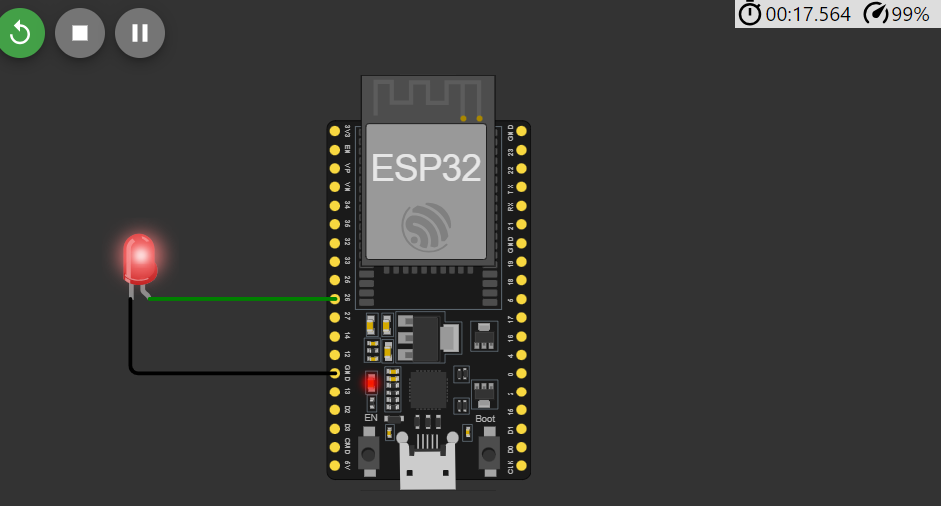 00:17.564 99%
ESP32
3V3
EN
VP
VN
34
35
32
33
25
26
27
14
12
GND
13
D2
D3
CMD
5V
GND
23
22
TX
RX
21
GND
19
18
5
17
16
4
0
2
15
D1
D0
CLK
EN
Boot